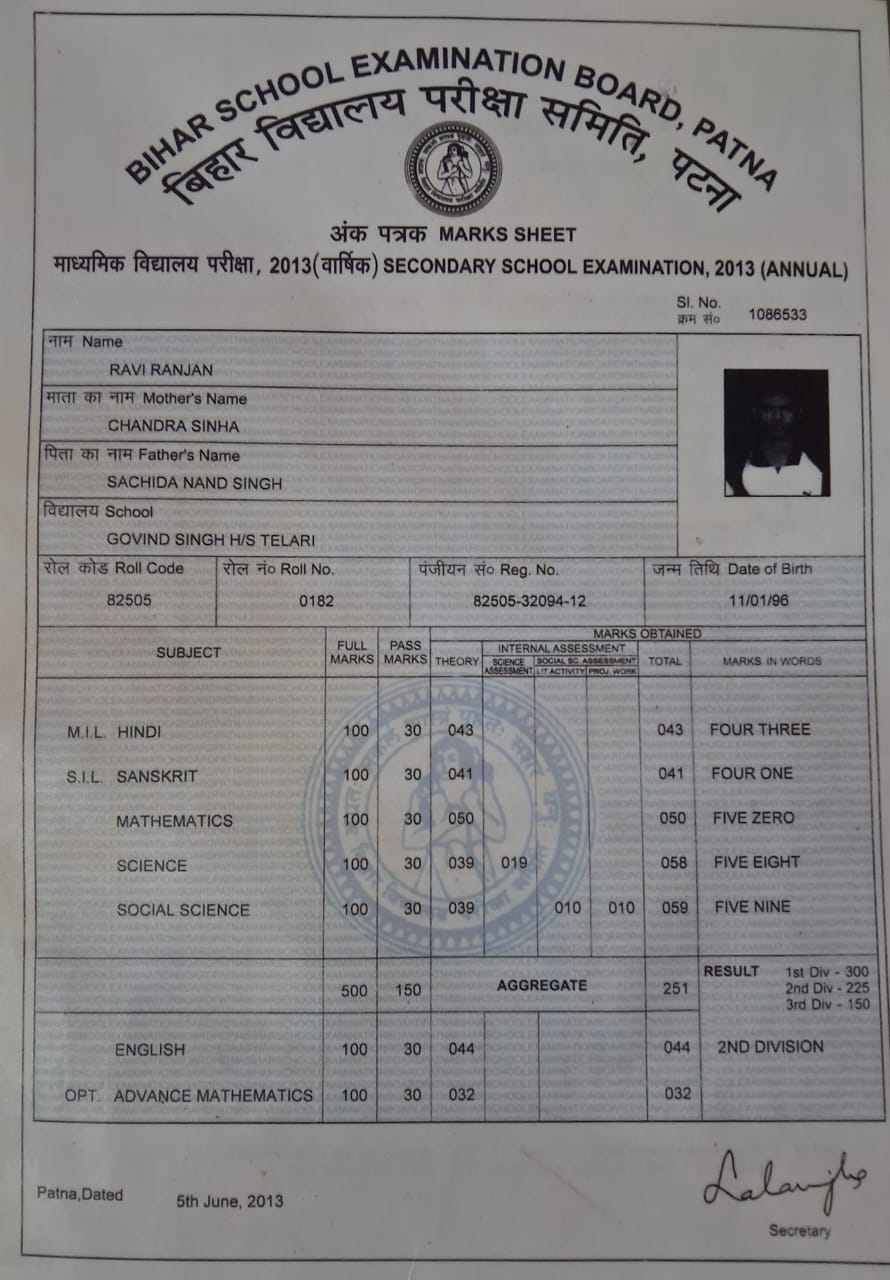 BIHAR SCHOOL EXAMINATION BOARD, PATNA
बिहार विद्यालय परीक्षा समिति, पटना
अंक पत्रक MARKS SHEET
माध्यमिक विद्यालय परीक्षा, 2013(वार्षिक) SECONDARY SCHOOL EXAMINATION, 2013 (ANNUAL)
Sl. No.
क्रम सं० 1086533
नाम Name
RAVI RANJAN
माता का नाम Mother's Name
CHANDRA SINHA
पिता का नाम Father's Name
SACHIDA NAND SINGH
विद्यालय School
GOVIND SINGH H/S TELARI
रोल कोड Roll Code रोल नं० Roll No. पंजीयन सं० Reg. No. जन्म तिथि Date of Birth
82505 0182 82505-32094-12 11/01/96
SUBJECT FULL MARKS PASS MARKS MARKS OBTAINED
THEORY INTERNAL ASSESSMENT TOTAL MARKS IN WORDS
SCIENCE ASSESSMENT SOCIAL SC. ASSESSMENT
LIT ACTIVITY PROJ. WORK
M.I.L. HINDI 100 30 043 043 FOUR THREE
S.I.L. SANSKRIT 100 30 041 041 FOUR ONE
MATHEMATICS 100 30 050 050 FIVE ZERO
SCIENCE 100 30 039 019 058 FIVE EIGHT
SOCIAL SCIENCE 100 30 039 010 010 059 FIVE NINE
500 150 AGGREGATE 251 RESULT 1st Div - 300
2nd Div - 225
3rd Div - 150
ENGLISH 100 30 044 044 2ND DIVISION
OPT. ADVANCE MATHEMATICS 100 30 032 032
Patna,Dated 5th June, 2013
Secretary